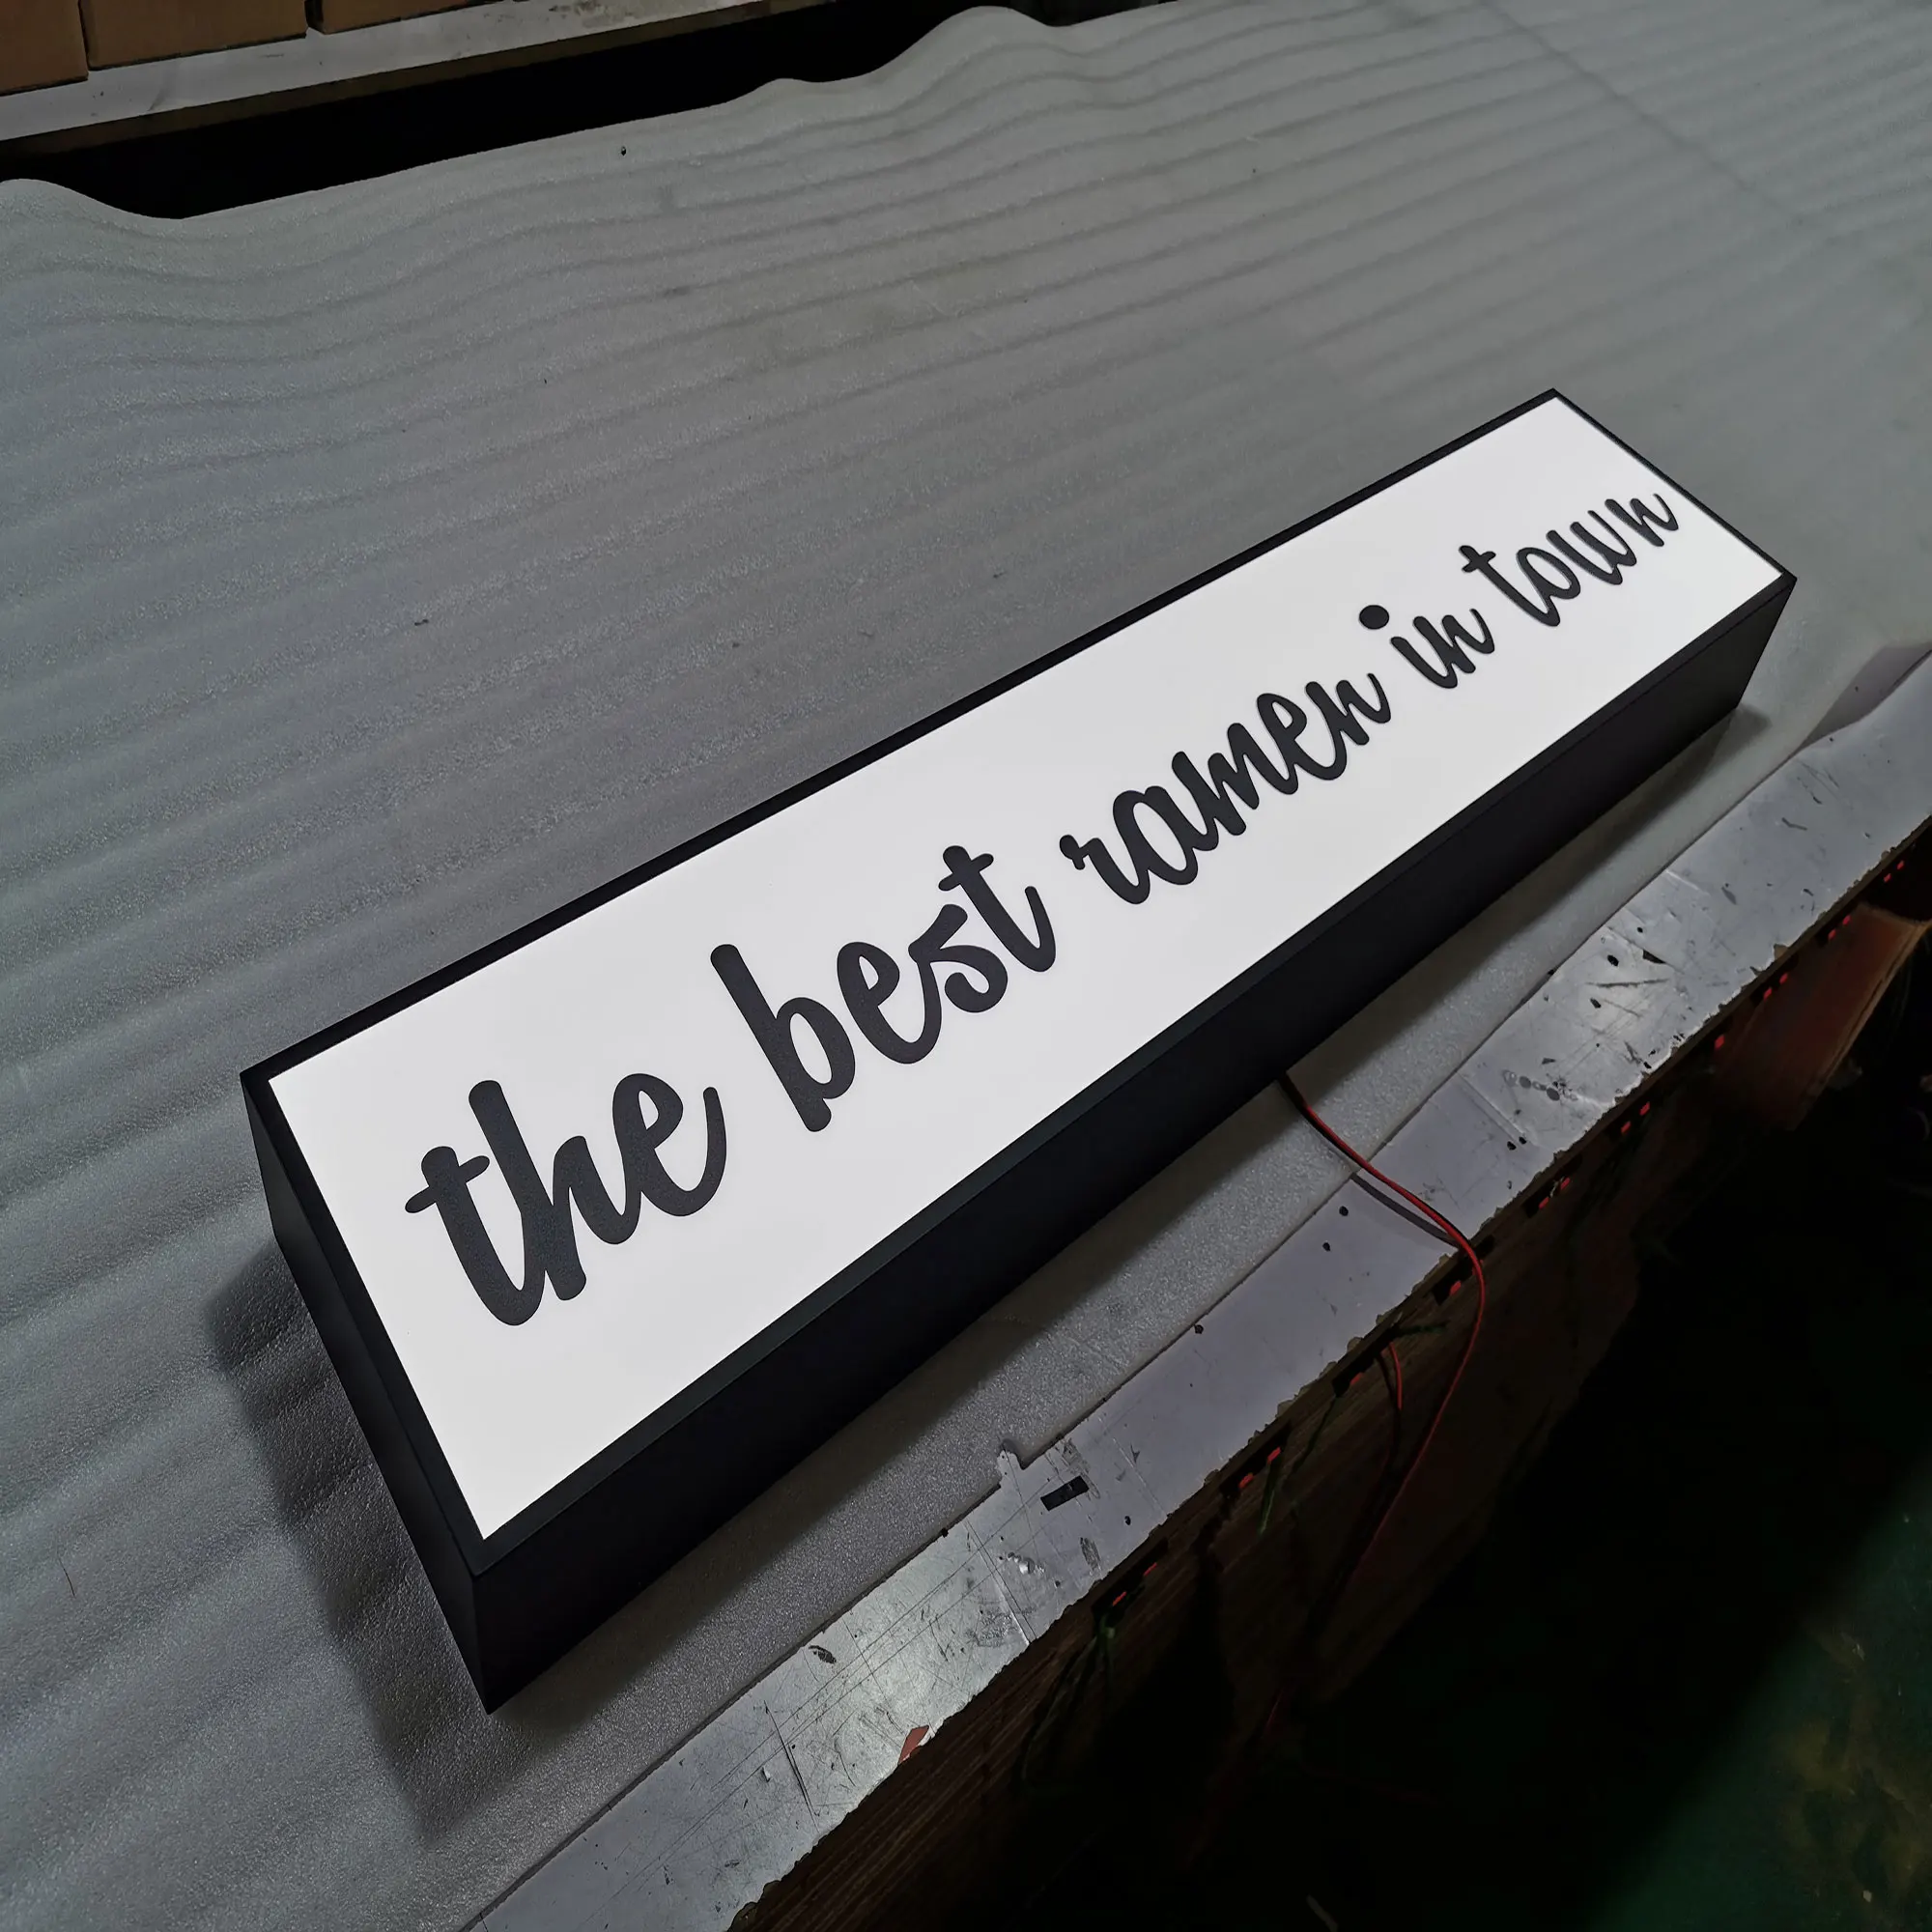 the best ramen in town